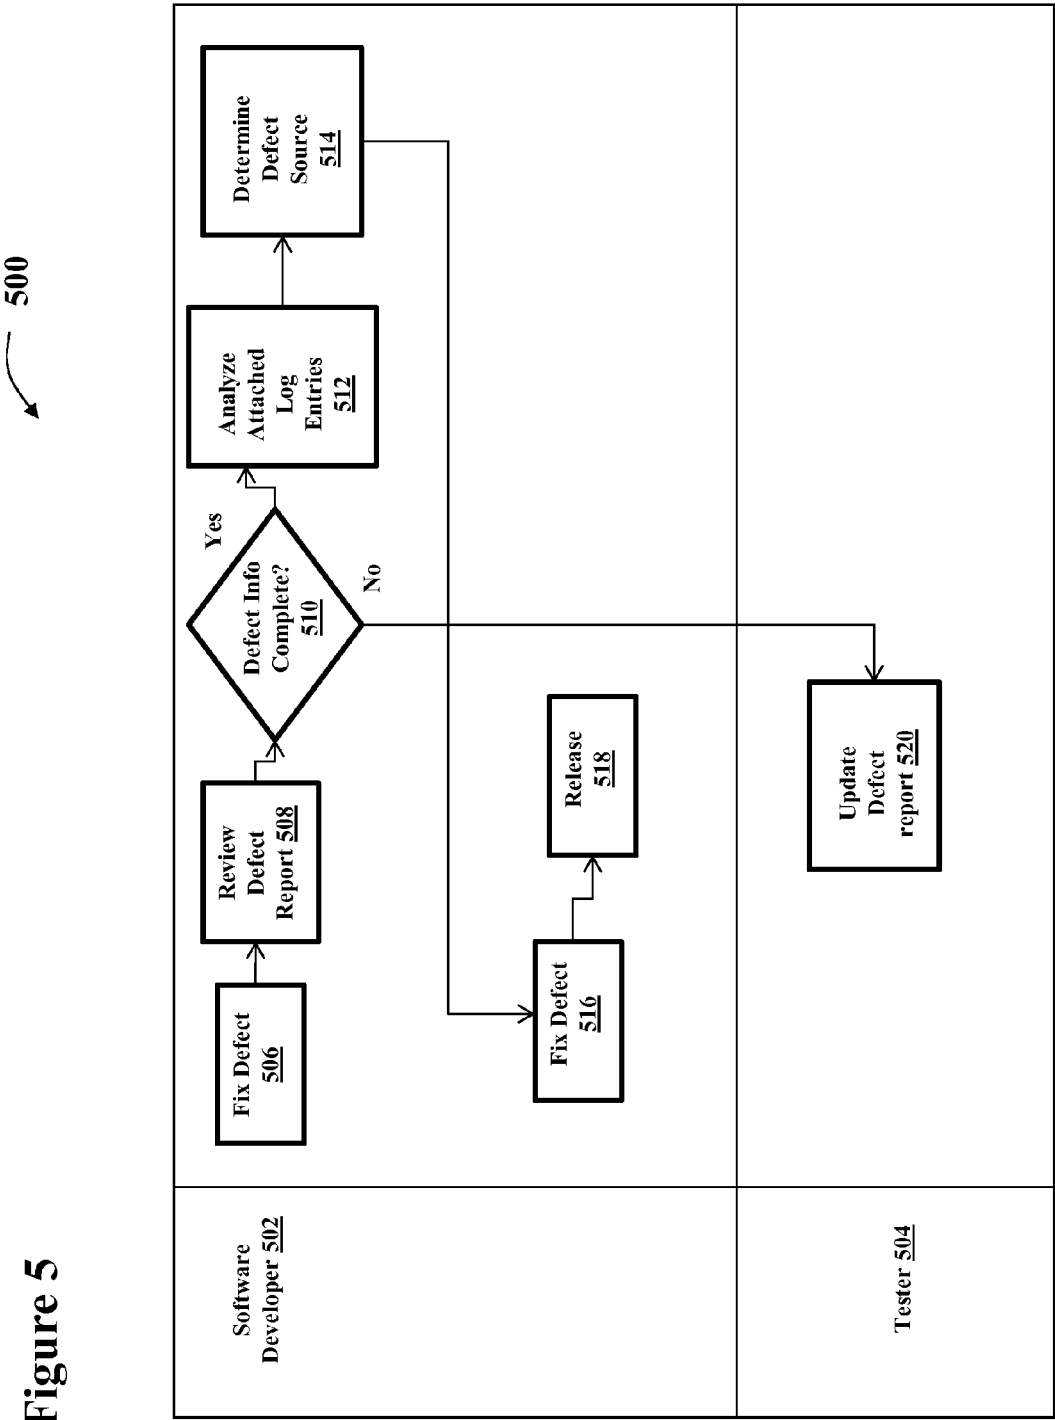 Figure 5
500
Software
Developer 502
Fix Defect
506
Review
Defect
Report 508
Defect Info
Complete?
510
Yes
No
Analyze
Attached
Log
Entries
512
Determine
Defect
Source
514
Fix Defect
516
Release
518
Tester 504
Update
Defect
report 520